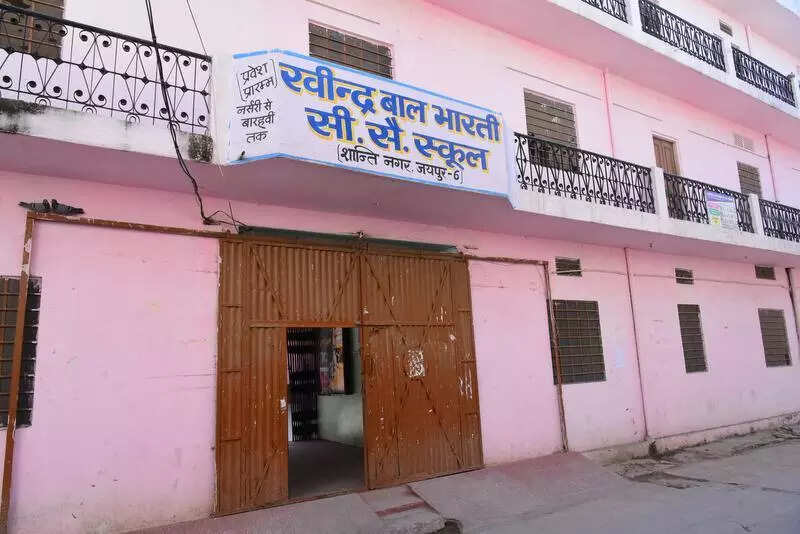 प्रवेश
प्रारम्भ
नर्सरी से
बारहवीं
तक
रवीन्द्र बाल भारती
सी. सै. स्कूल
(शान्ति नगर, जयपुर-6)